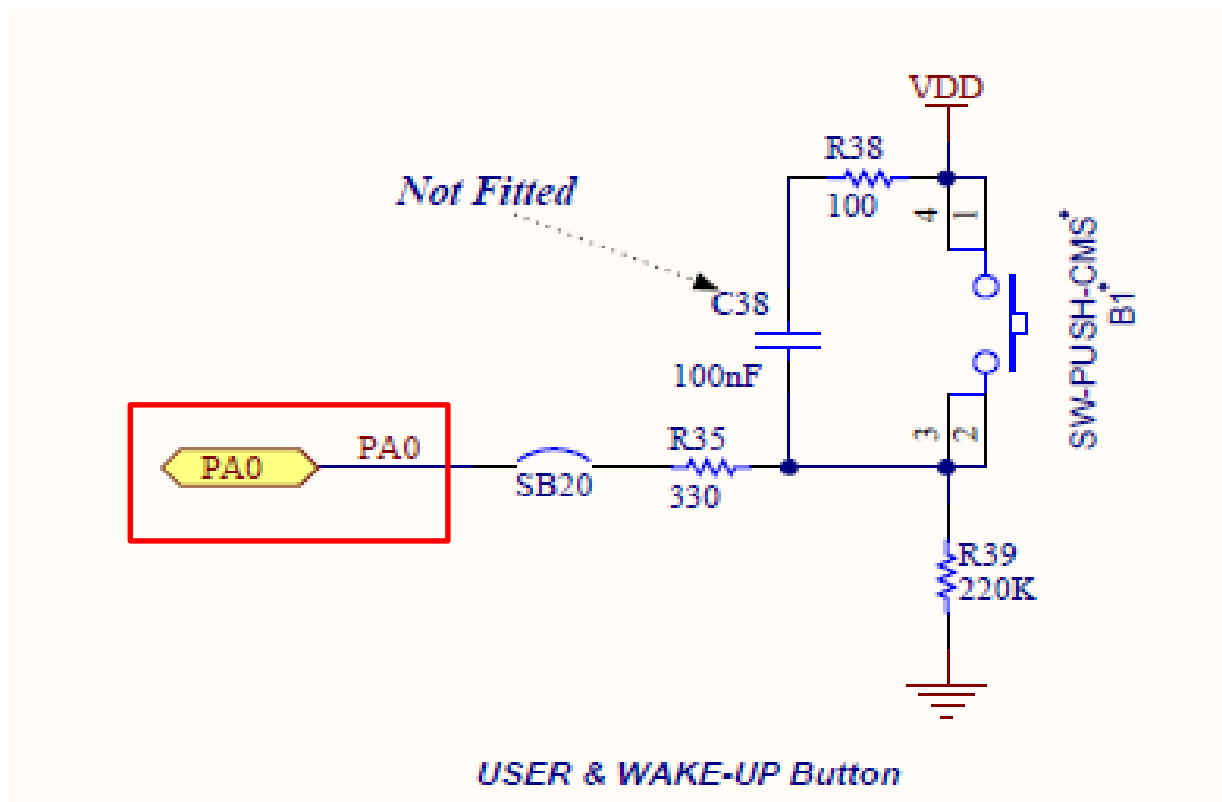 VDD
R38
100
Not Fitted
4
1
C38
100nF
SW-PUSH-CMS*
B1*
3
2
PA0
PA0
SB20
R35
330
R39
220K
USER & WAKE-UP Button